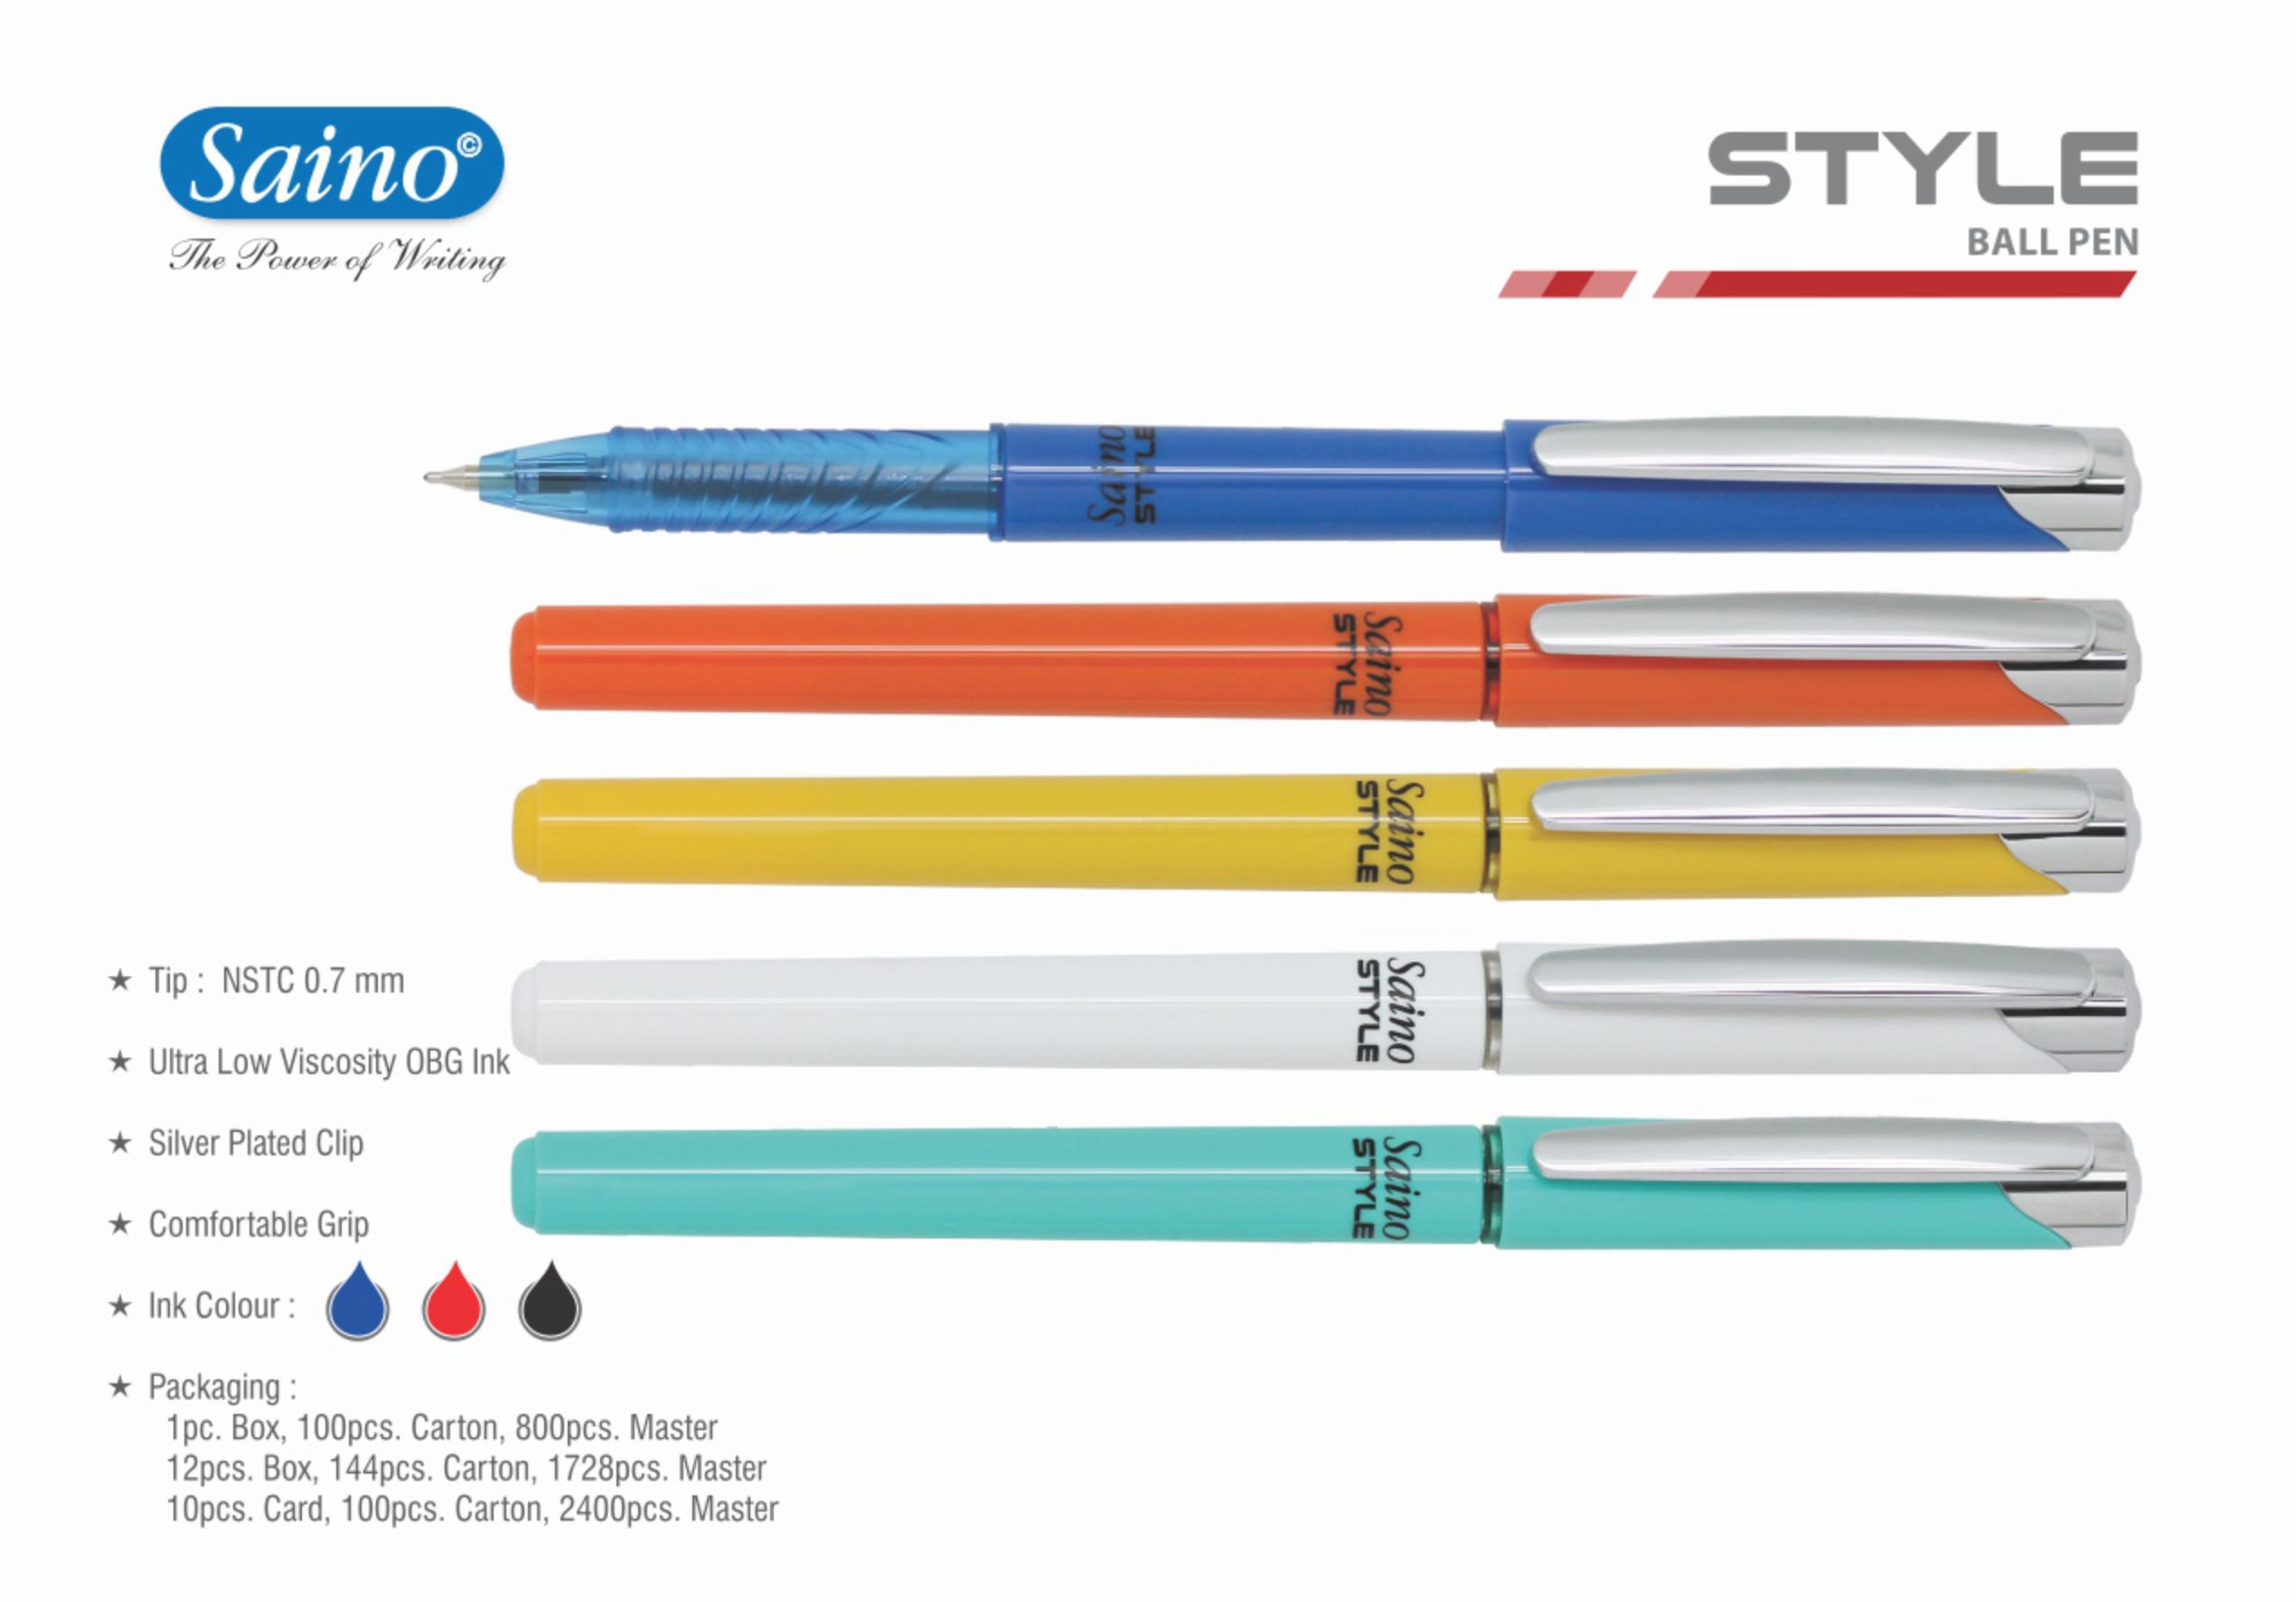 Saino©
The Power of Writing
STYLE
BALL PEN
Saino
STYLE
Saino
STYLE
Saino
STYLE
Saino
STYLE
Saino
STYLE
★ Tip : NSTC 0.7 mm
★ Ultra Low Viscosity OBG Ink
★ Silver Plated Clip
★ Comfortable Grip
★ Ink Colour :
★ Packaging :
1pc. Box, 100pcs. Carton, 800pcs. Master
12pcs. Box, 144pcs. Carton, 1728pcs. Master
10pcs. Card, 100pcs. Carton, 2400pcs. Master